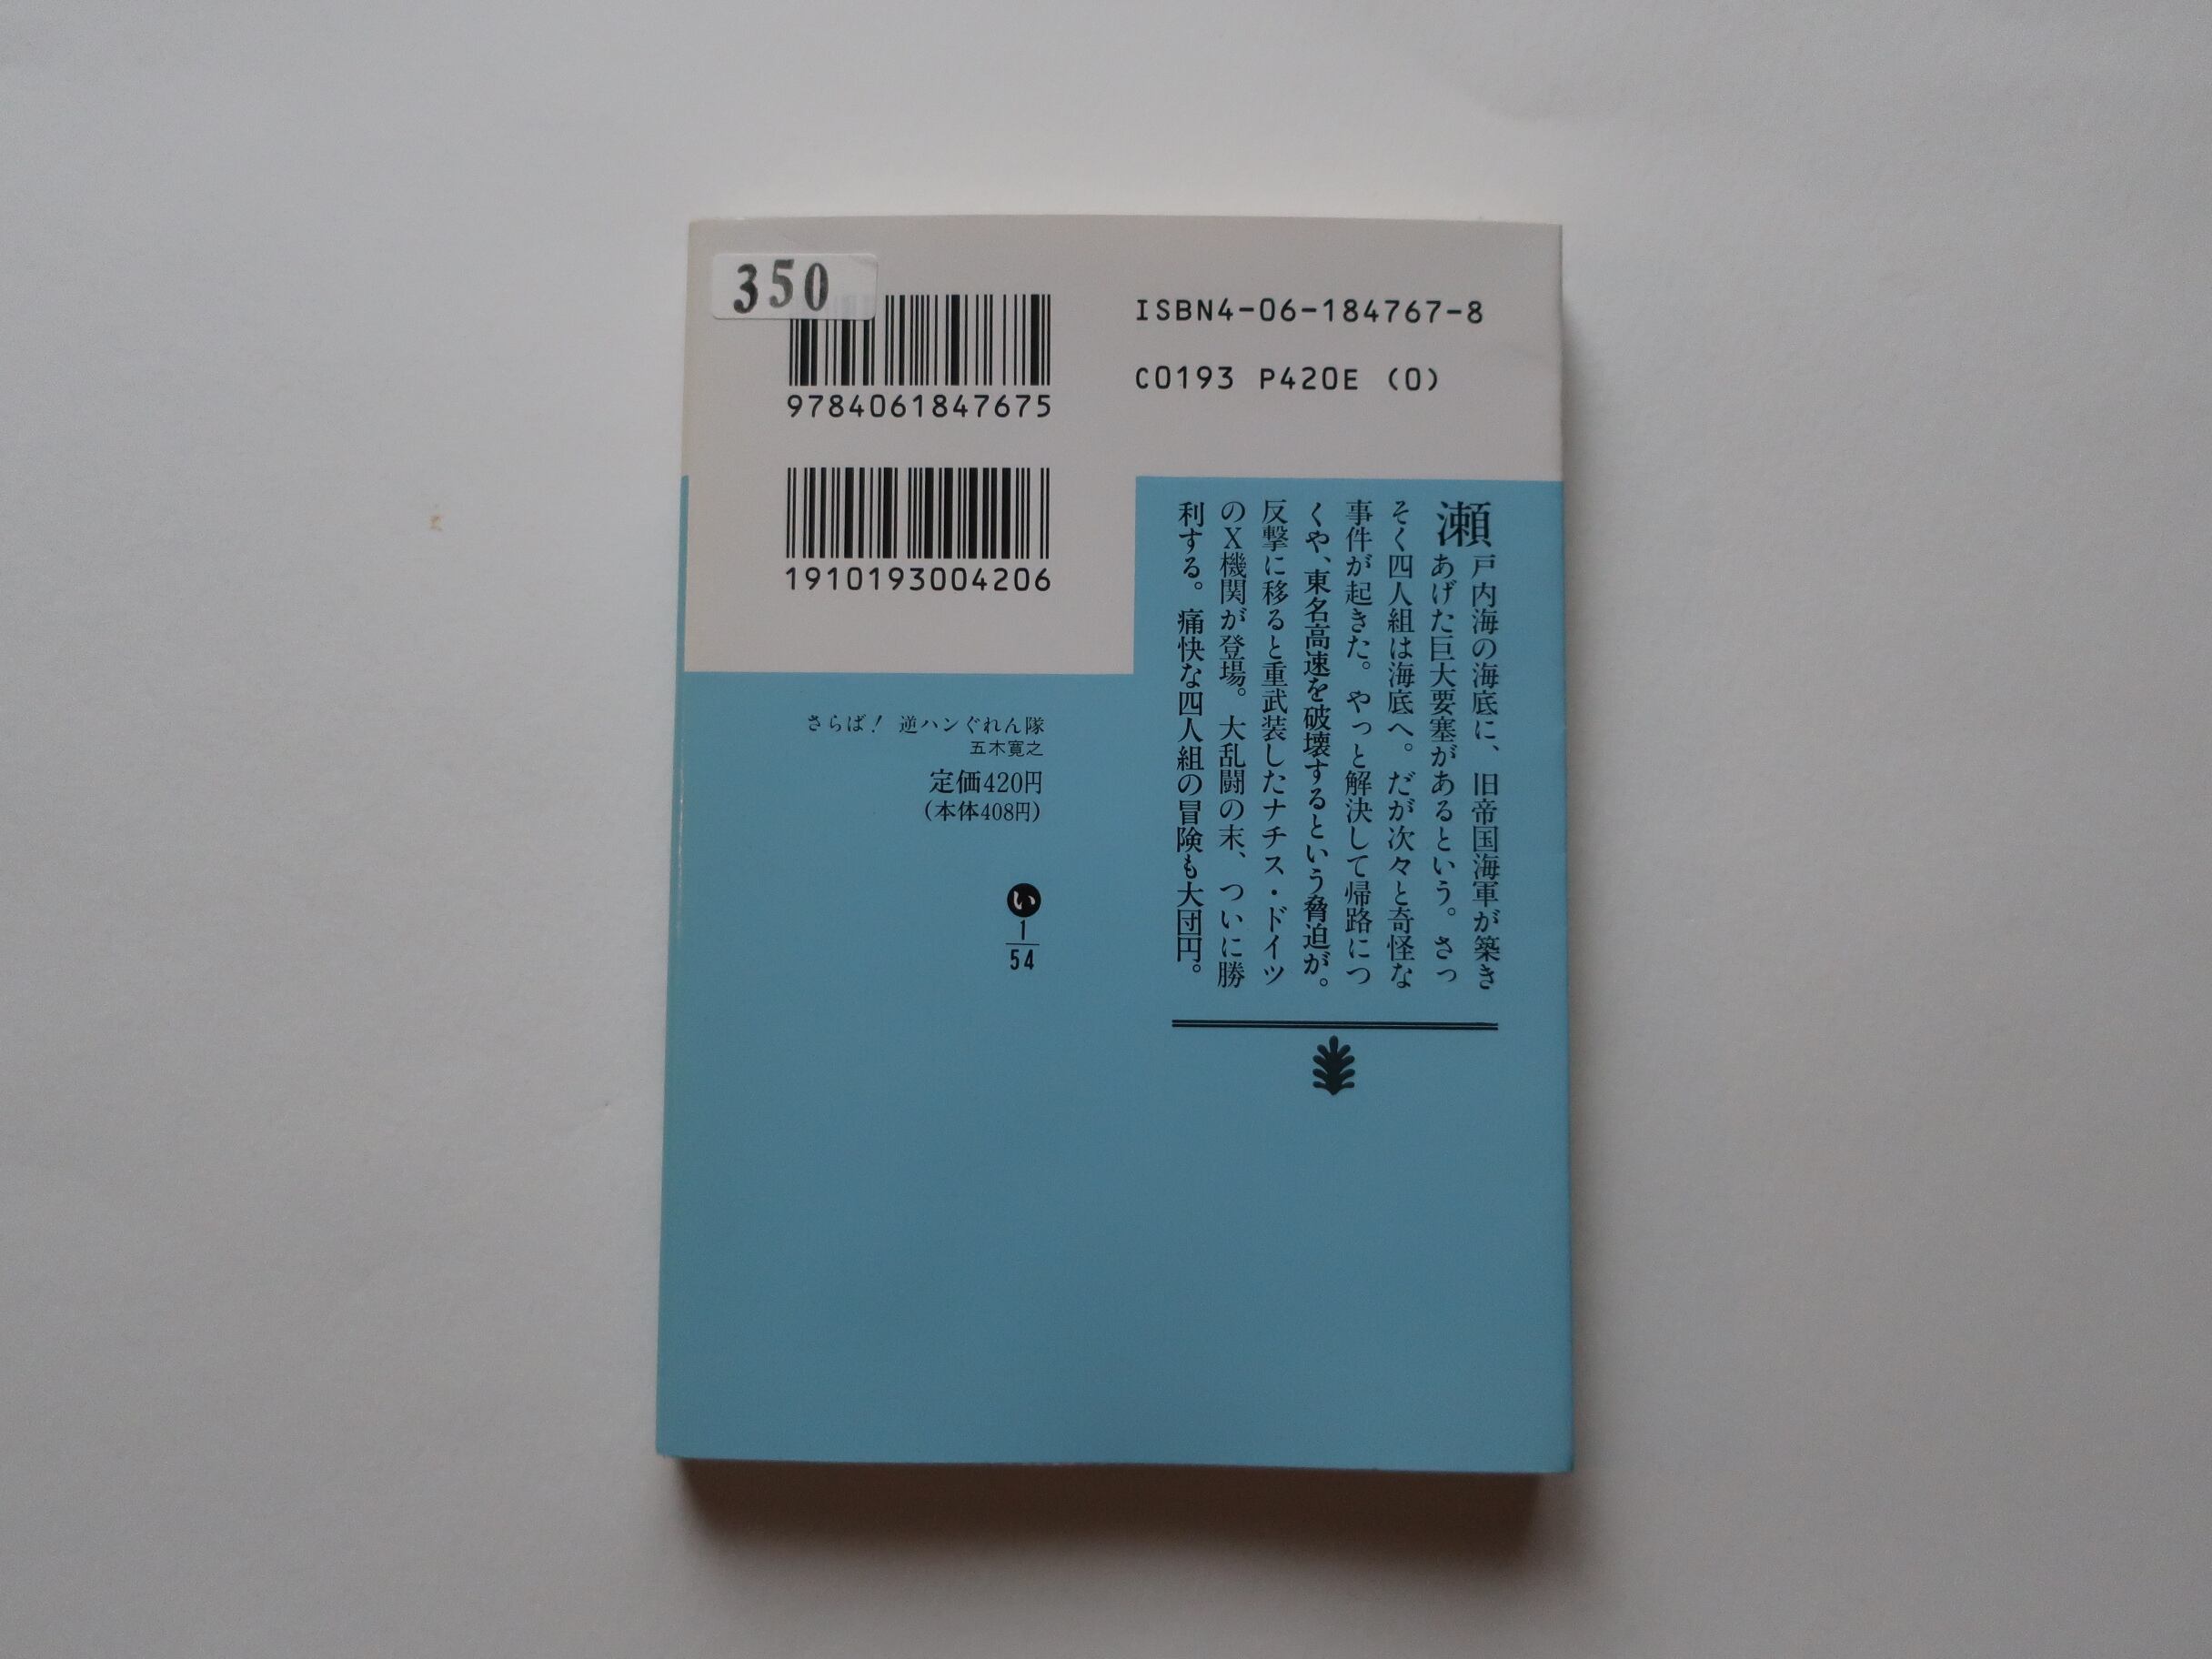 350
9784061847675
1910193004206
ISBN4-06-184767-8
C0193 P420E (0)
瀬戸内海の海底に、旧帝国海軍が築き
あげた巨大要塞があるという。さっ
そく四人組は海底へ。だが次々と奇怪な
事件が起きた。やっと解決して帰路につ
くや、東名高速を破壊するという脅迫が。
反撃に移ると重武装したナチス・ドイツ
のX機関が登場。大乱闘の末、ついに勝
利する。痛快な四人組の冒険も大団円。
さらば! 逆ハンぐれん隊
五木寛之
定価420円
(本体408円)
い
1
54